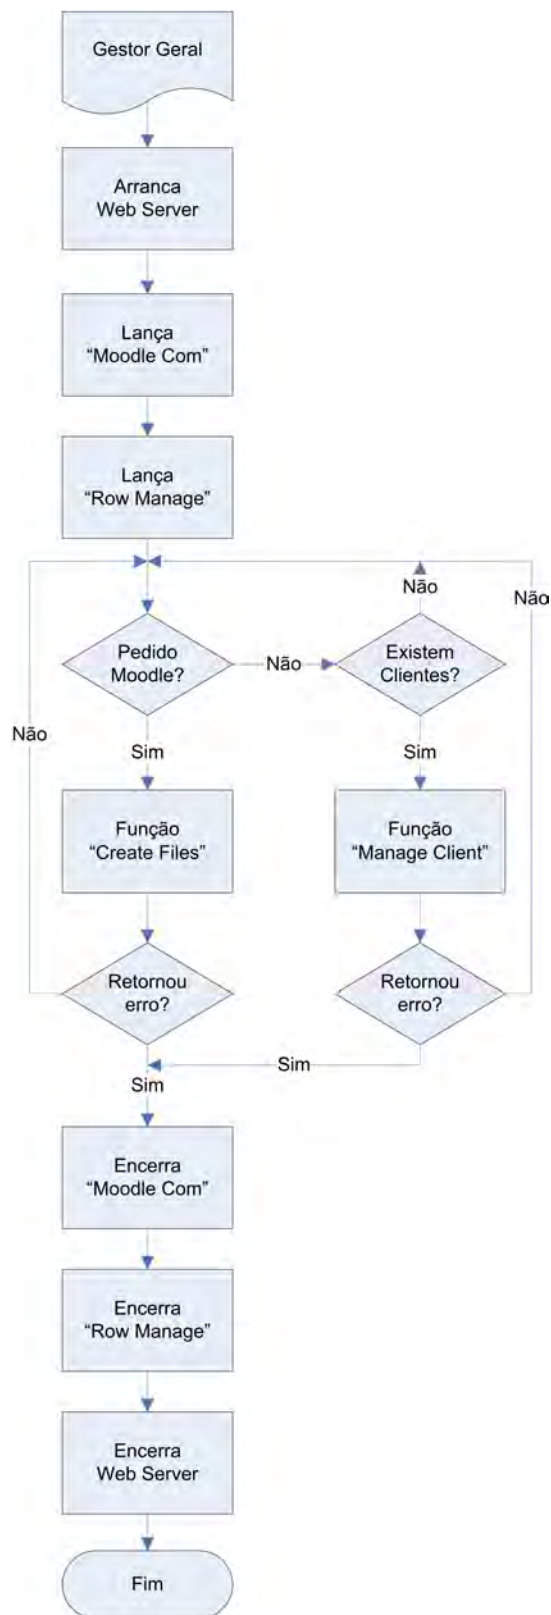 Gestor Geral
Arranca
Web Server
Lança
“Moodle Com”
Lança
“Row Manage”
Não
Não
Pedido
Moodle?
Não
Existem
Clientes?
Não
Sim
Sim
Função
“Create Files”
Função
“Manage Client”
Retornou
erro?
Retornou
erro?
Sim
Sim
Encerra
“Moodle Com”
Encerra
“Row Manage”
Encerra
Web Server
Fim